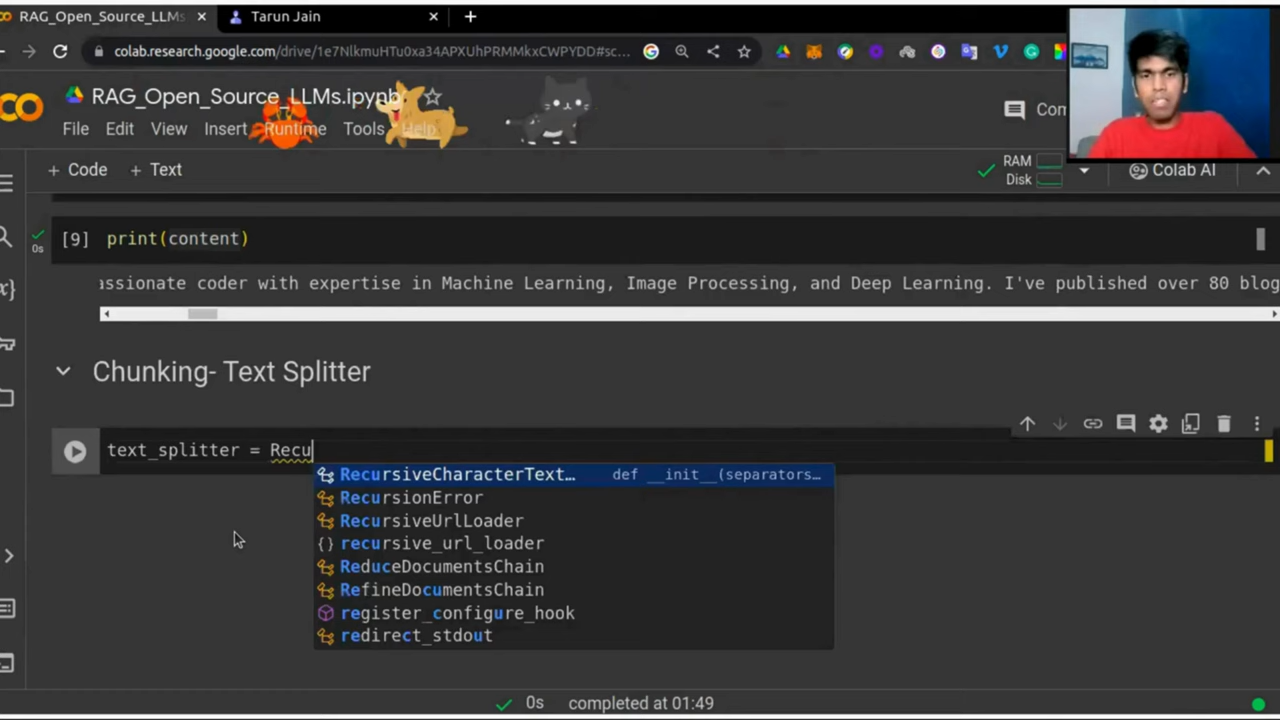 RAG_Open_Source_LLMs
Tarun Jain
colab.research.google.com/drive/1e7NlkmuHTu0xa34APXUhPRMMkxCWPYDD#sc...
RAG_Open_Source_LLMs.ipynb
File Edit View Insert Runtime Tools Help
+ Code + Text
RAM
Disk
Colab AI
[9] print(content)
0s
assionate coder with expertise in Machine Learning, Image Processing, and Deep Learning. I've published over 80 blog
Chunking- Text Splitter
text_splitter = Recu
RecursiveCharacterText… def __init__(separators…
RecursionError
RecursiveUrlLoader
{} recursive_url_loader
ReduceDocumentsChain
RefineDocumentsChain
register_configure_hook
redirect_stdout
0s completed at 01:49